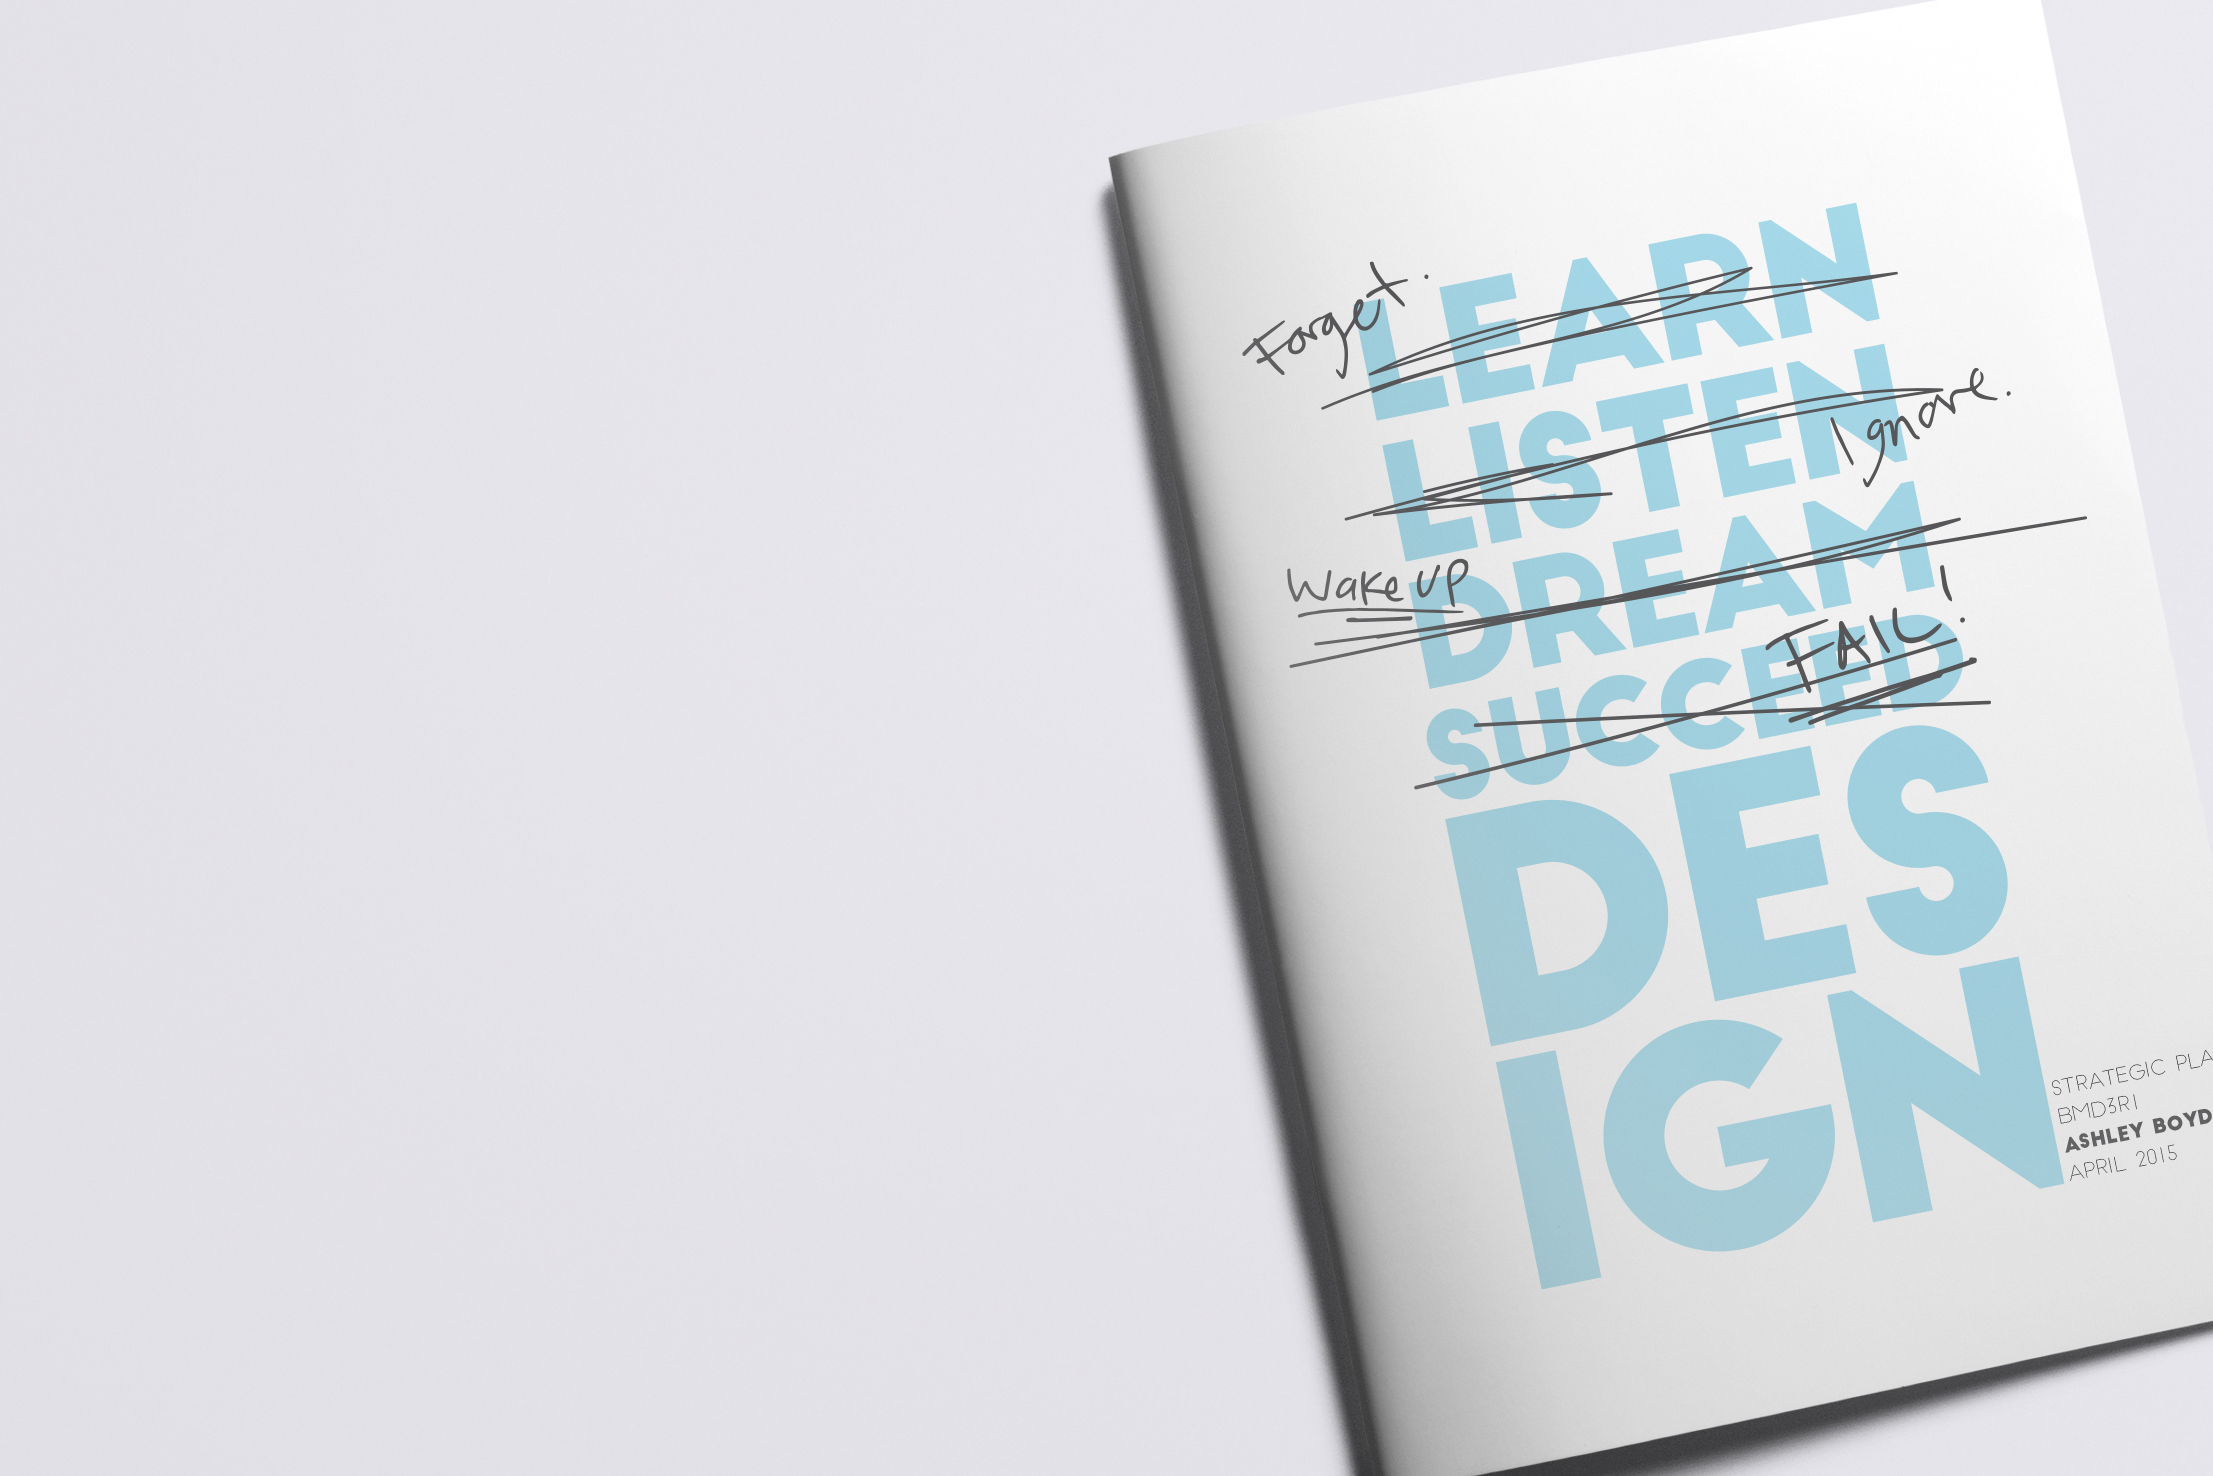 Forget.
LEARN
LISTEN
Ignore.
Wake up
DREAM
FAIL!
SUCCEED
DES
IGN
STRATEGIC PLA
BMD3R1
ASHLEY BOYD
APRIL 2015